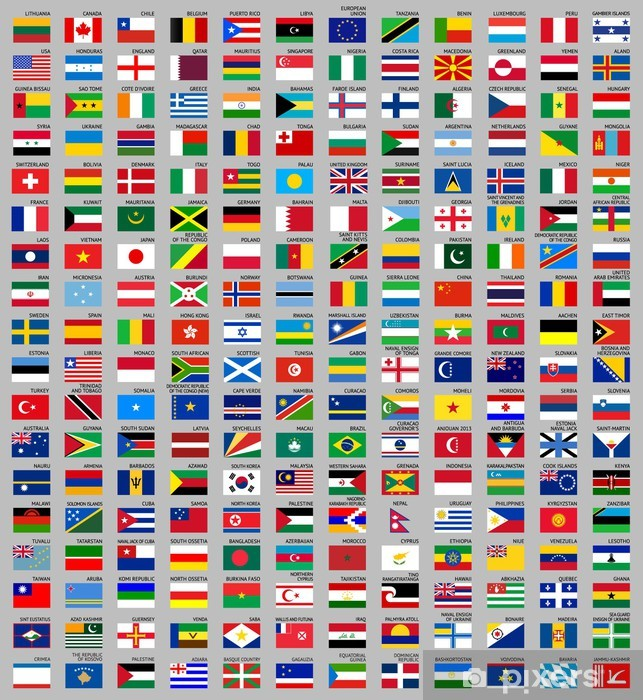 LITHUANIA
CANADA
CHILE
BELGIUM
PUERTO RICO
LIBYA
EUROPEAN
UNION
TANZANIA
BENIN
LUXEMBOURG
PERU
GAMBIER ISLANDS
USA
HONDURAS
ENGLAND
QATAR
MAURITIUS
SINGAPORE
NIGERIA
COSTA RICA
MACEDONIA
GREENLAND
YEMEN
ALAND
GUINEA BISSAU
SAO TOME
COTE D'IVOIRE
GREECE
INDIA
BAHAMAS
FAROE ISLAND
FINLAND
ALGERIA
CZECH REPUBLIC
SENEGAL
HUNGARY
SYRIA
UKRAINE
GAMBIA
MADAGASCAR
CHAD
TONGA
BULGARIA
SUDAN
ARGENTINA
NETHERLANDS
GUYANE
MONGOLIA
SWITZERLAND
BOLIVIA
DENMARK
ITALY
TOGO
PALAU
UNITED KINGDOM
SURINAME
SAINT LUCIA
ICELAND
MEXICO
NIGER
FRANCE
KUWAIT
MAURITANIA
JAMAICA
GERMANY
BAHRAIN
MALTA
DJIBOUTI
GEORGIA
SAINT VINCENT AND
THE GRENADINES
JORDAN
CENTRAL
AFRICAN REPUBLIC
LAOS
VIETNAM
JAPAN
REPUBLIC
OF THE CONGO
POLAND
CAMEROON
SAINT KITTS
AND NEVIS
COLOMBIA
PAKISTAN
IRELAND
DEMOCRATIC REPUBLIC
OF THE CONGO
RUSSIA
IRAN
MICRONESIA
AUSTRIA
BURUNDI
NORWAY
BOTSWANA
GUINEA
SIERRA LEONE
CHINA
THAILAND
ROMANIA
UNITED
ARAB EMIRATES
SWEDEN
SPAIN
MALI
HONG KONG
ISRAEL
RWANDA
MARSHALL ISLAND
UZBEKISTAN
BURMA
MALDIVES
AACHEN
EAST TIMOR
ESTONIA
LIBERIA
MONACO
SOUTH AFRICAN
SCOTTISH
TUNISIA
GABON
NAVAL ENSIGN
OF TONGA
GRANDE COMORE
NEW ZEALAND
SLOVAKIA
BOSNIA AND
HERZEGOVINA
TURKEY
TRINIDAD
AND TOBAGO
SOMALIA
DEMOCRATIC REPUBLIC
OF THE CONGO (NEW)
CAPE VERDE
NAMIBIA
CURACAO
COMOROS
MOHELI
MORDOVIA
SERBIA
SLOVENIA
AUSTRALIA
GUYANA
SOUTH SUDAN
LATVIA
SEYCHELLES
MACAU
BRAZIL
CURACAO
GOVERNOR'S
ANJOUAN 2013
ANTIGUA
AND BARBUDA
ESTONIA
NAVAL JACK
SAINT-MARTIN
NAURU
ARMENIA
BARBADOS
AZAWAD
SOUTH KOREA
MALAYSIA
WESTERN SAHARA
GRENADA
INDONESIA
KARAKALPAKSTAN
COOK ISLANDS
KENYA
MALAWI
SOLOMON ISLANDS
CUBA
SAMOA
NORTH KOREA
PALESTINE
NAGORNO-
KARABAKH REPUBLIC
NEPAL
URUGUAY
PHILIPPINES
KYRGYZSTAN
ZANZIBAR
TUVALU
TATARSTAN
NAVAL JACK OF CUBA
SOUTH OSSETIA
BANGLADESH
AZERBAIJAN
MOROCCO
CYPRUS
ETHIOPIA
NIUE
VENEZUELA
LESOTHO
TAIWAN
ARUBA
KOMI REPUBLIC
NORTH OSSETIA
BURKINA FASO
NORTHERN
CYPRUS
TAJIKISTAN
TINO
RANGATIRATANGA
HAWAII
ABKHAZIA
QUEBEC
GHANA
SINT EUSTATIUS
AZAD KASHMIR
GUERNSEY
VENDA
SABA
WALLIS AND FUTUNA
IRAQ
PALMYRA ATOLL
NAVAL ENSIGN
OF UKRAINE
BONAIRE
MADEIRA
SEA GUARD
ENSIGN OF UKRAINE
CRIMEA
THE REPUBLIC
OF KOSOVO
PALESTINE
ADJARA
BASQUE COUNTRY
GAGAUZIA
EQUATORIAL
GUINEA
DOMINICAN
REPUBLIC
BASHKORTOSTAN
VOJVODINA
BAVARIA
JAMMU-KASHMIR
pixers